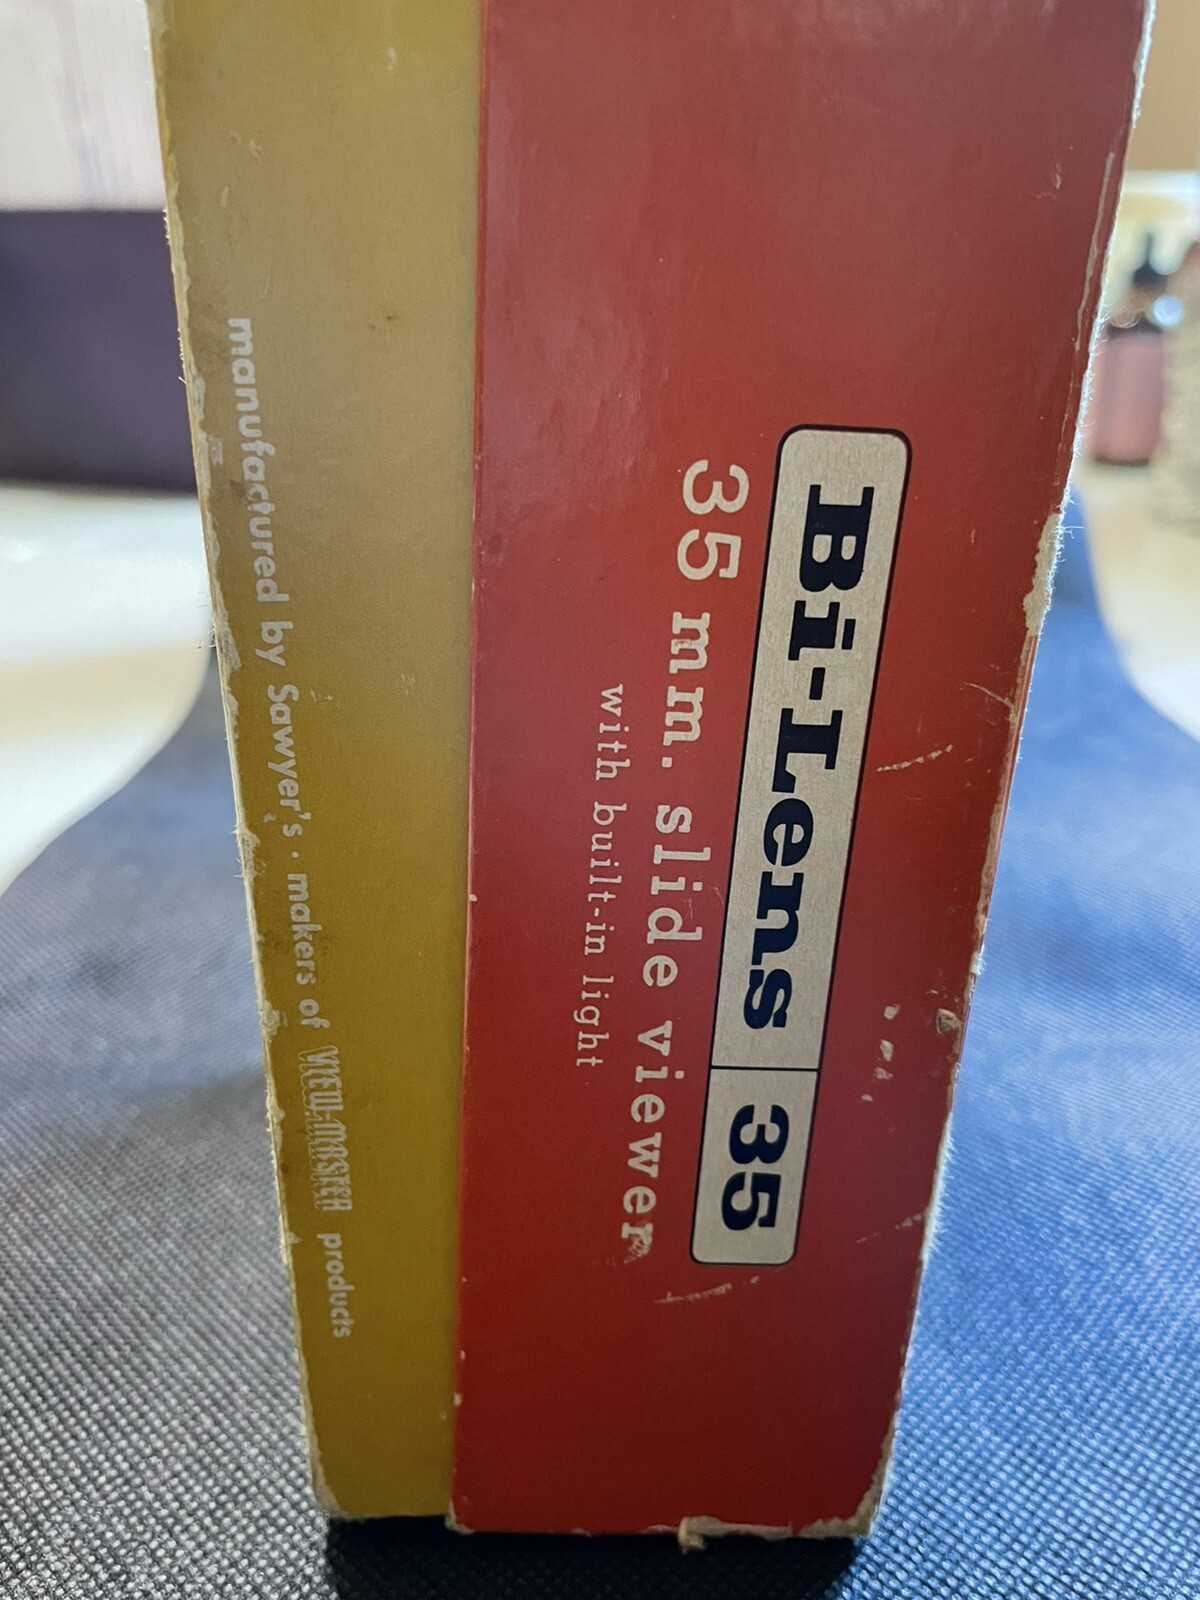 Bi-Lens 35
35 mm. slide viewer
with built-in light
manufactured by Sawyer's · makers of VIEW-MASTER products